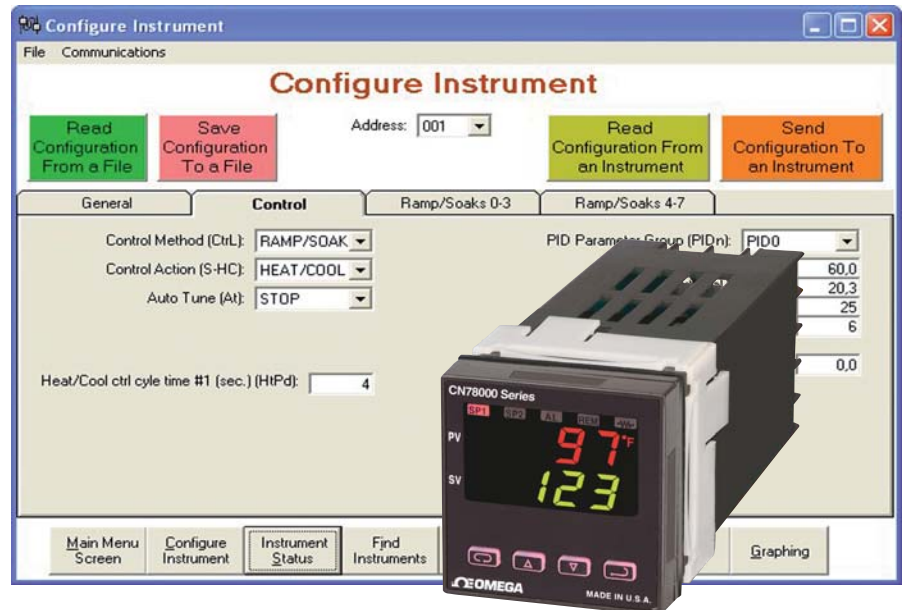 Configure Instrument
File Communications
Configure Instrument
Read Configuration From a File
Save Configuration To a File
Address: 001
Read Configuration From an Instrument
Send Configuration To an Instrument
General
Control
Ramp/Soaks 0-3
Ramp/Soaks 4-7
Control Method (CtrL): RAMP/SOAK
Control Action (S-HC): HEAT/COOL
Auto Tune (At): STOP
Heat/Cool ctrl cyle time #1 (sec.) (HtPd): 4
PID Parameter Group (PIDn): PID0
60,0
20,3
25
6
0,0
CN78000 Series
SP1 SP2 AL REM
PV 97°F
SV 123
OMEGA
MADE IN U.S.A.
Main Menu Screen
Configure Instrument
Instrument Status
Find Instruments
Graphing